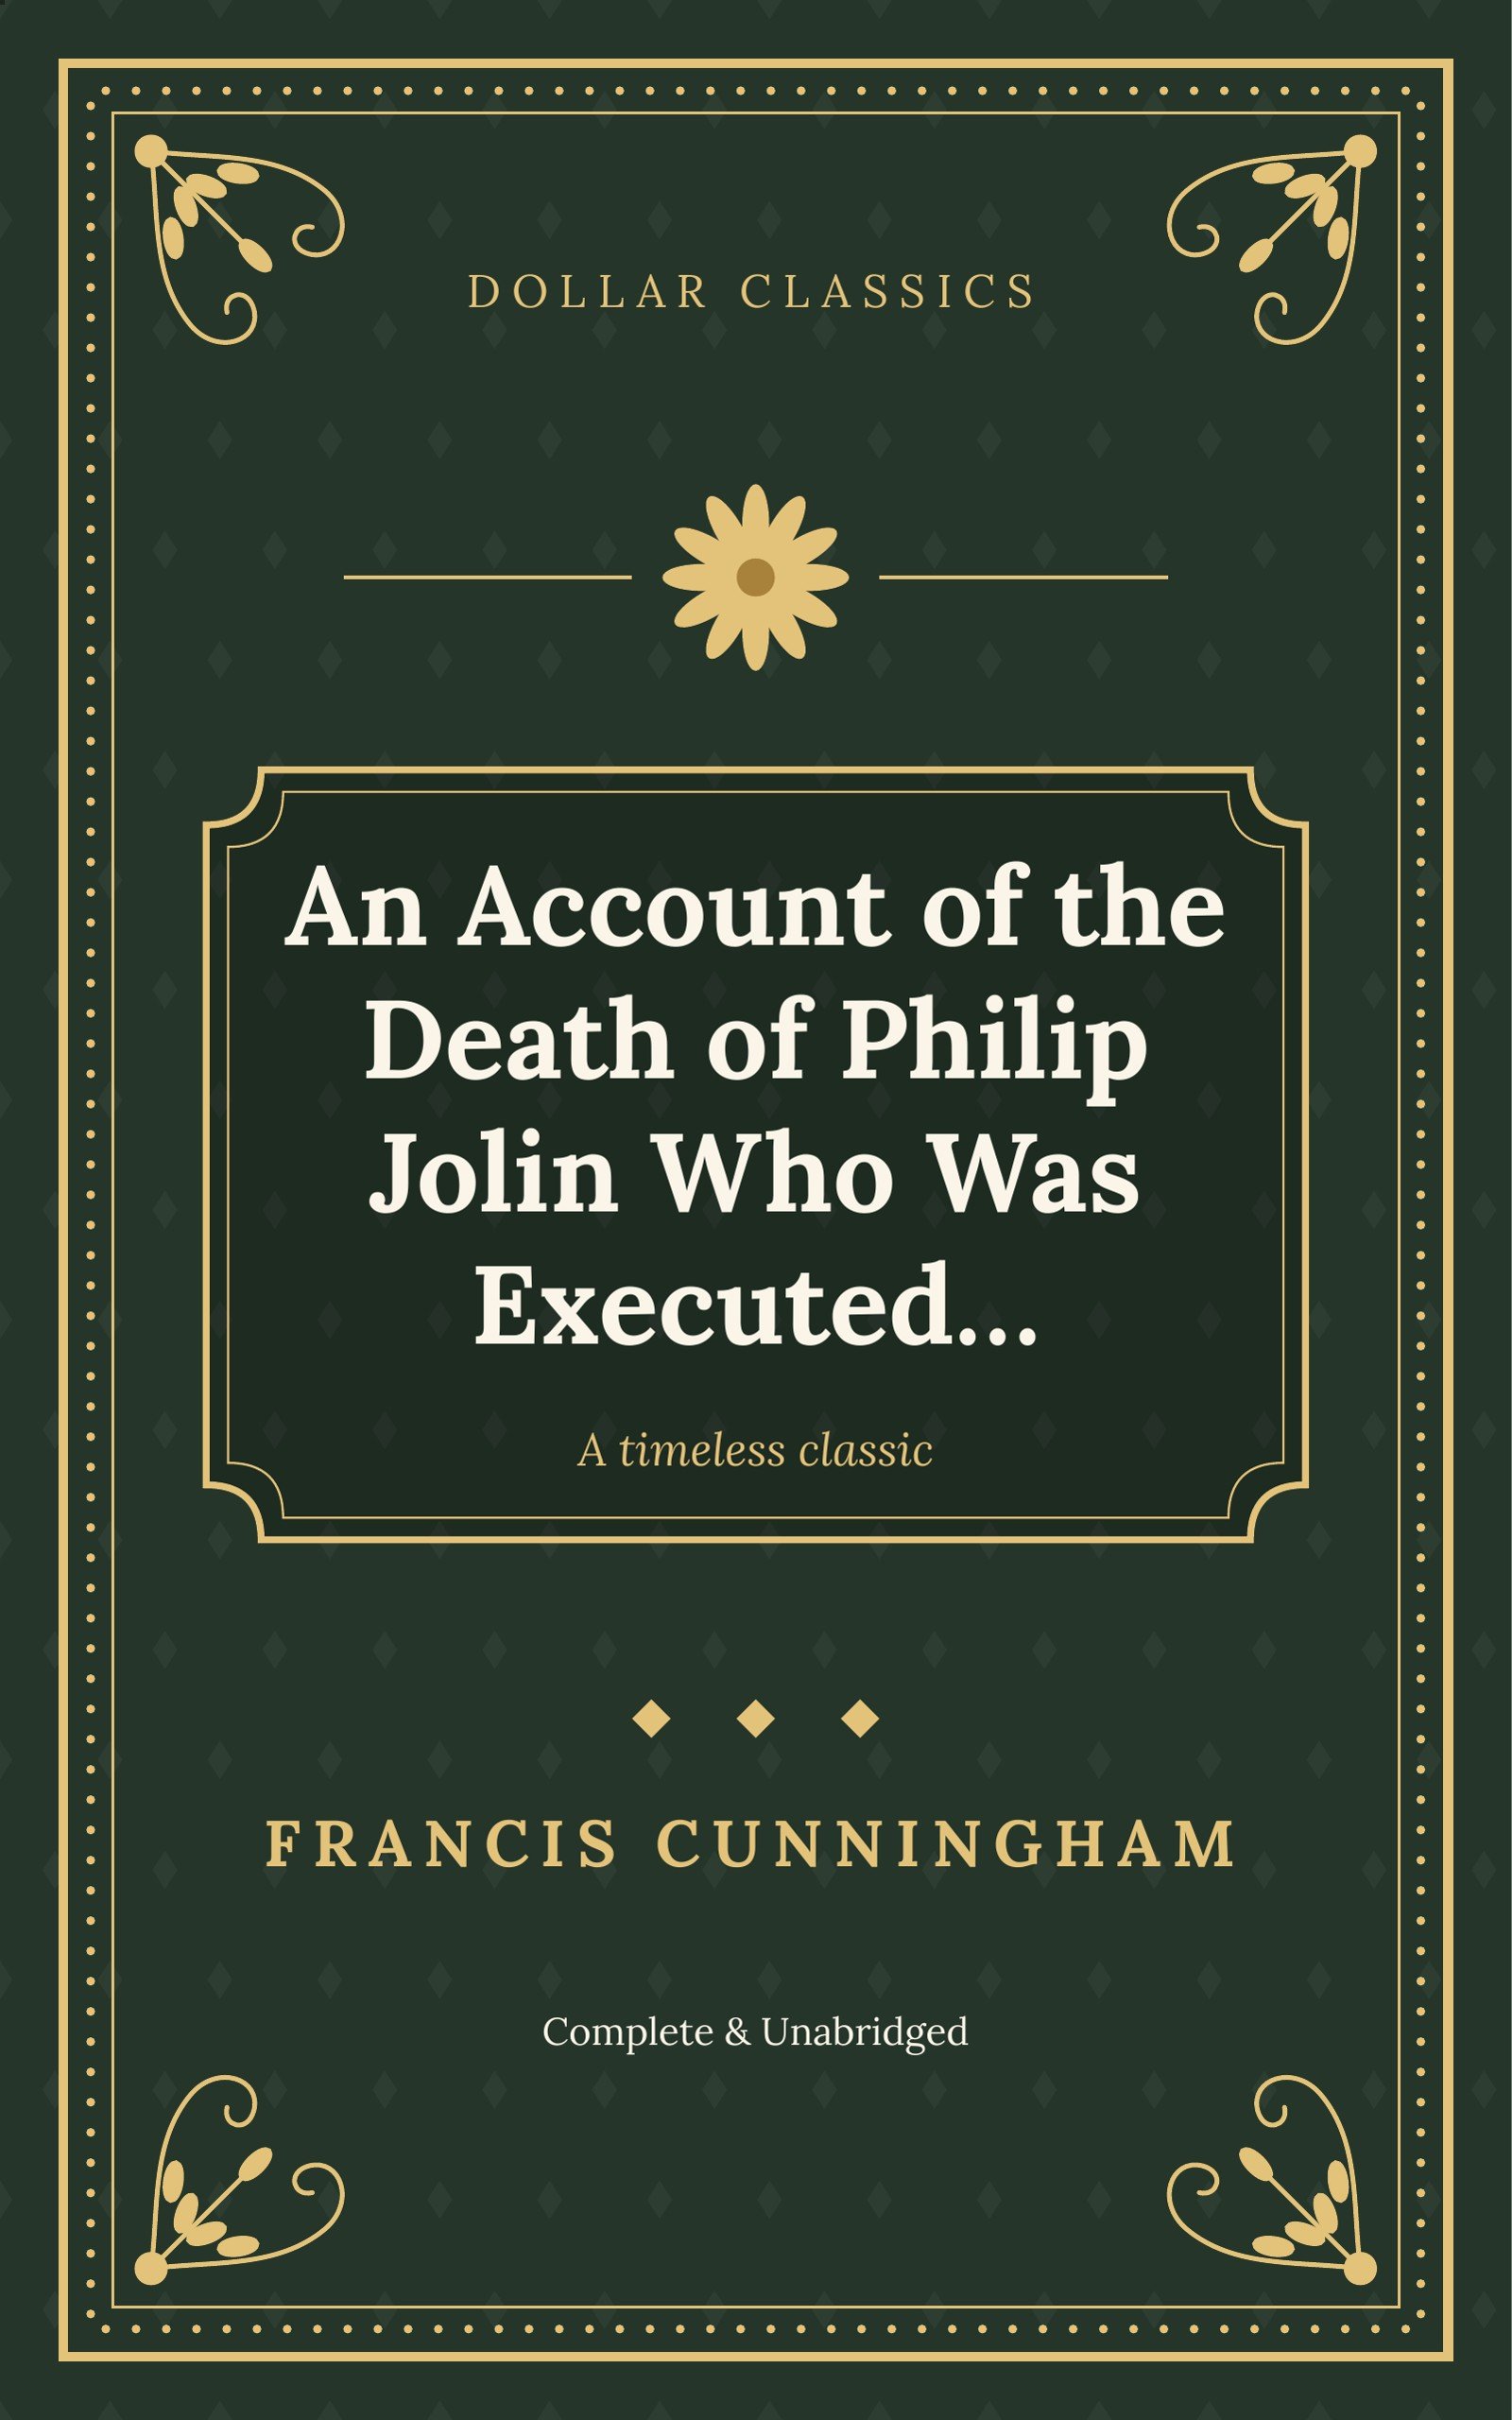 DOLLAR CLASSICS
An Account of the
Death of Philip
Jolin Who Was
Executed...
A timeless classic
FRANCIS CUNNINGHAM
Complete & Unabridged